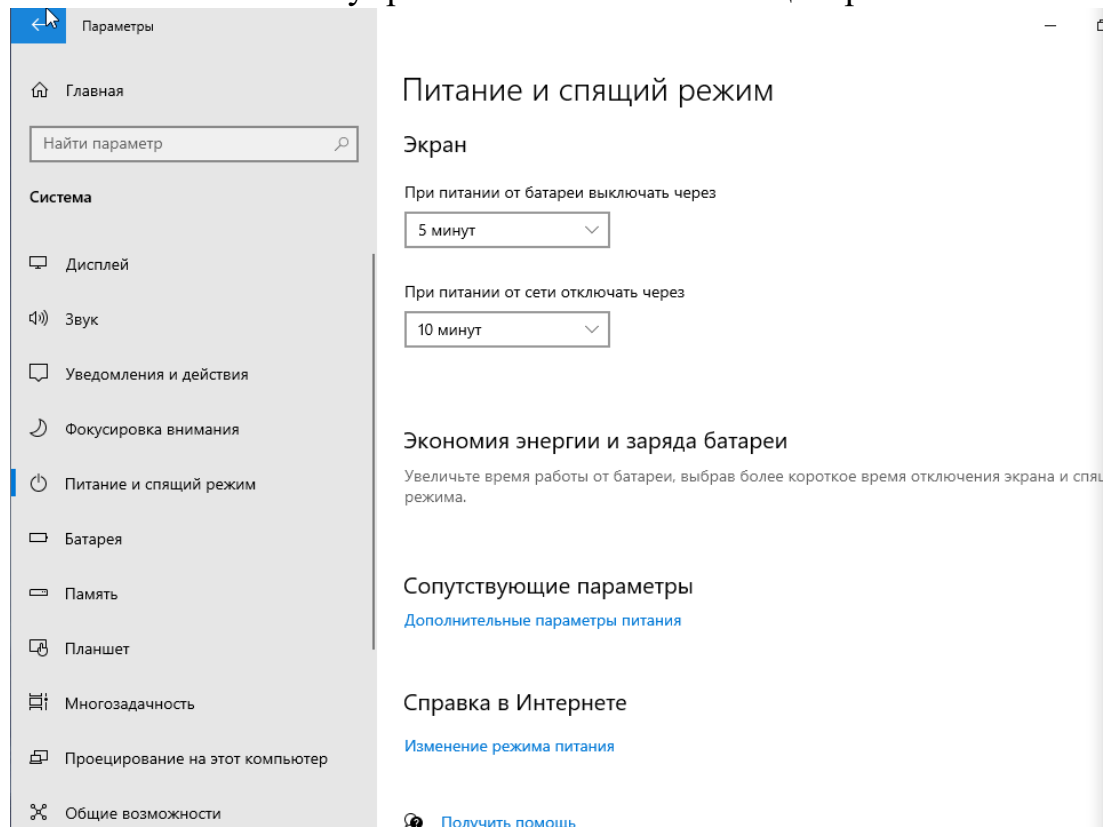 Параметры
Главная
Найти параметр
Система
Дисплей
Звук
Уведомления и действия
Фокусировка внимания
Питание и спящий режим
Батарея
Память
Планшет
Многозадачность
Проецирование на этот компьютер
Общие возможности
Питание и спящий режим
Экран
При питании от батареи выключать через
5 минут
При питании от сети отключать через
10 минут
Экономия энергии и заряда батареи
Увеличьте время работы от батареи, выбрав более короткое время отключения экрана и
режима.
Сопутствующие параметры
Дополнительные параметры питания
Справка в Интернете
Изменение режима питания
Получить помощь